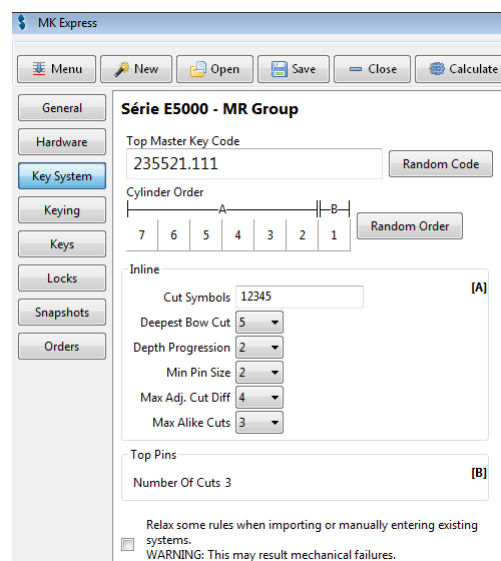 MK Express
Menu New Open Save Close Calculate
General
Hardware
Key System
Keying
Keys
Locks
Snapshots
Orders
Série E5000 - MR Group
Top Master Key Code
235521.111 Random Code
Cylinder Order
A B
7 6 5 4 3 2 1 Random Order
Inline
[A]
Cut Symbols 12345
Deepest Bow Cut 5
Depth Progression 2
Min Pin Size 2
Max Adj. Cut Diff 4
Max Alike Cuts 3
Top Pins
[B]
Number Of Cuts 3
Relax some rules when importing or manually entering existing
systems.
WARNING: This may result mechanical failures.